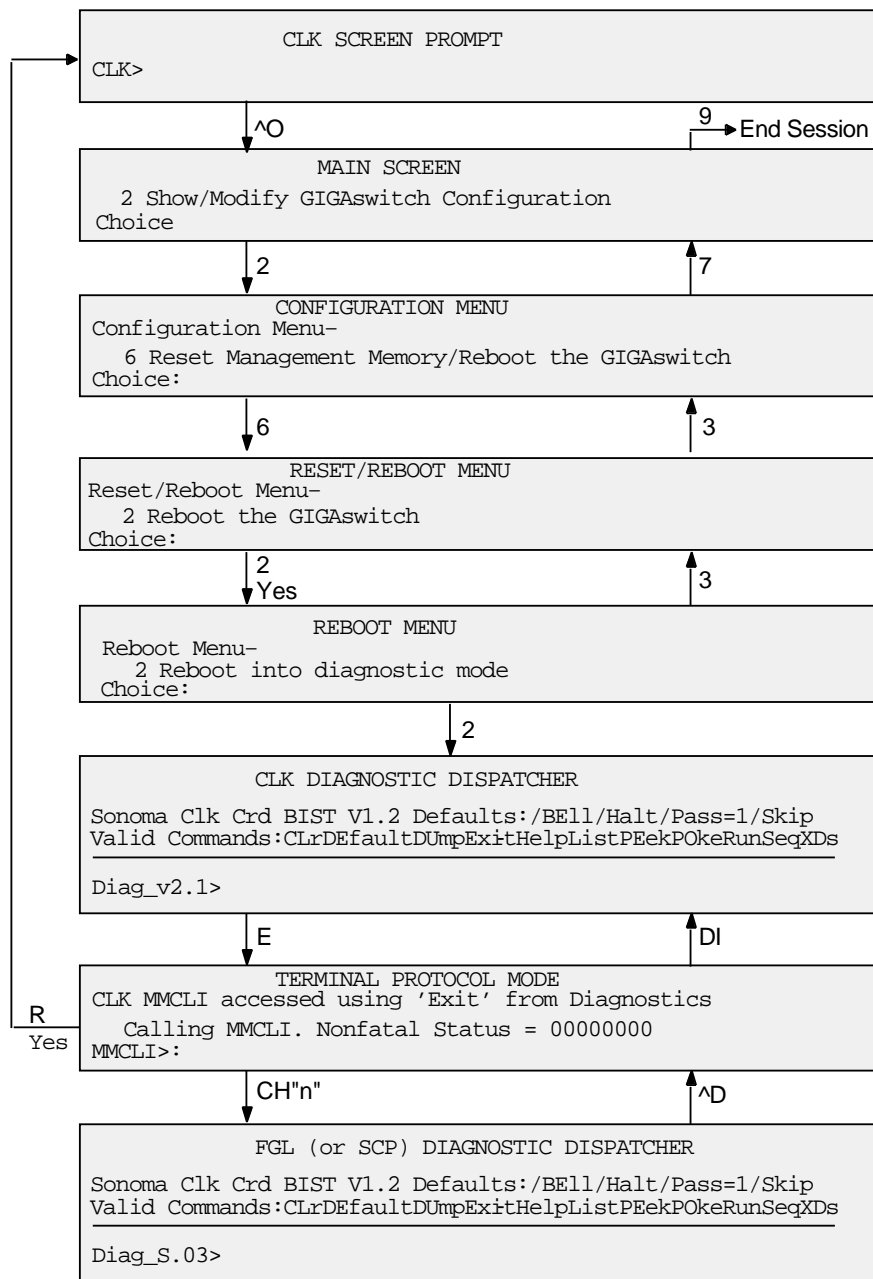 CLK SCREEN PROMPT
CLK>
^O
9
End Session
MAIN SCREEN
2 Show/Modify GIGAswitch Configuration
Choice
2
7
CONFIGURATION MENU
Configuration Menu–
6 Reset Management Memory/Reboot the GIGAswitch
Choice:
6
3
RESET/REBOOT MENU
Reset/Reboot Menu–
2 Reboot the GIGAswitch
Choice:
2
Yes
3
REBOOT MENU
Reboot Menu–
2 Reboot into diagnostic mode
Choice:
2
CLK DIAGNOSTIC DISPATCHER
Sonoma Clk Crd BIST V1.2 Defaults:/BEll/Halt/Pass=1/Skip
Valid Commands:CLrDEfaultDUmpExi-tHelpListPEekPOkeRunSeqXDs
Diag_v2.1>
E
DI
TERMINAL PROTOCOL MODE
CLK MMCLI accessed using ’Exit’ from Diagnostics
Calling MMCLI. Nonfatal Status = 00000000
MMCLI>:
R
Yes
CH"n"
^D
FGL (or SCP) DIAGNOSTIC DISPATCHER
Sonoma Clk Crd BIST V1.2 Defaults:/BEll/Halt/Pass=1/Skip
Valid Commands:CLrDEfaultDUmpExi-tHelpListPEekPOkeRunSeqXDs
Diag_S.03>